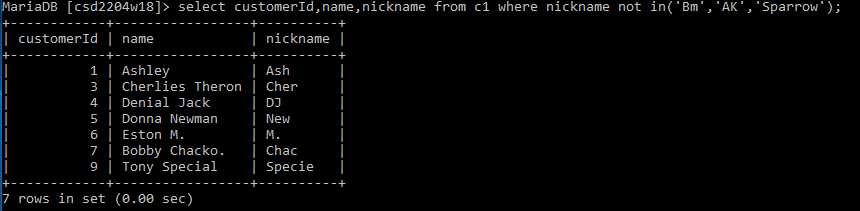 MariaDB [csd2204w18]> select customerId,name,nickname from c1 where nickname not in('Bm','AK','Sparrow');
+------------+-----------------+----------+
| customerId | name            | nickname |
+------------+-----------------+----------+
|          1 | Ashley          | Ash      |
|          3 | Cherlies Theron | Cher     |
|          4 | Denial Jack     | DJ       |
|          5 | Donna Newman    | New      |
|          6 | Eston M.        | M.       |
|          7 | Bobby Chacko.   | Chac     |
|          9 | Tony Special    | Specie   |
+------------+-----------------+----------+
7 rows in set (0.00 sec)